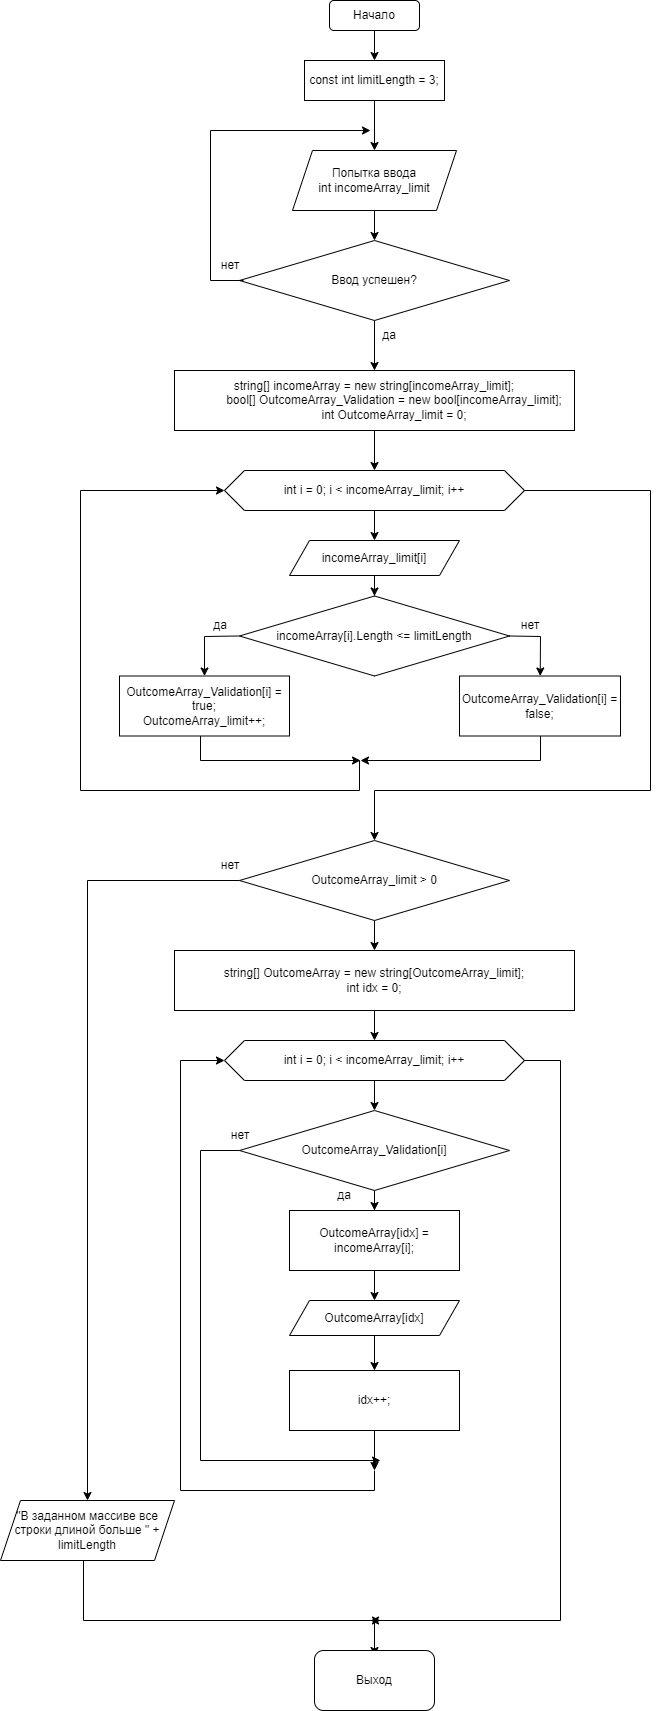 Начало
const int limitLength = 3;
Попытка ввода
int incomeArray_limit
нет
Ввод успешен?
да
string[] incomeArray = new string[incomeArray_limit];
bool[] OutcomeArray_Validation = new bool[incomeArray_limit];
int OutcomeArray_limit = 0;
int i = 0; i < incomeArray_limit; i++
incomeArray_limit[i]
да
нет
incomeArray[i].Length <= limitLength
OutcomeArray_Validation[i] =
true;
OutcomeArray_limit++;
OutcomeArray_Validation[i] =
false;
нет
OutcomeArray_limit > 0
string[] OutcomeArray = new string[OutcomeArray_limit];
int idx = 0;
int i = 0; i < incomeArray_limit; i++
нет
OutcomeArray_Validation[i]
да
OutcomeArray[idx] =
incomeArray[i];
OutcomeArray[idx]
idx++;
"В заданном массиве все
строки длиной больше " +
limitLength
Выход